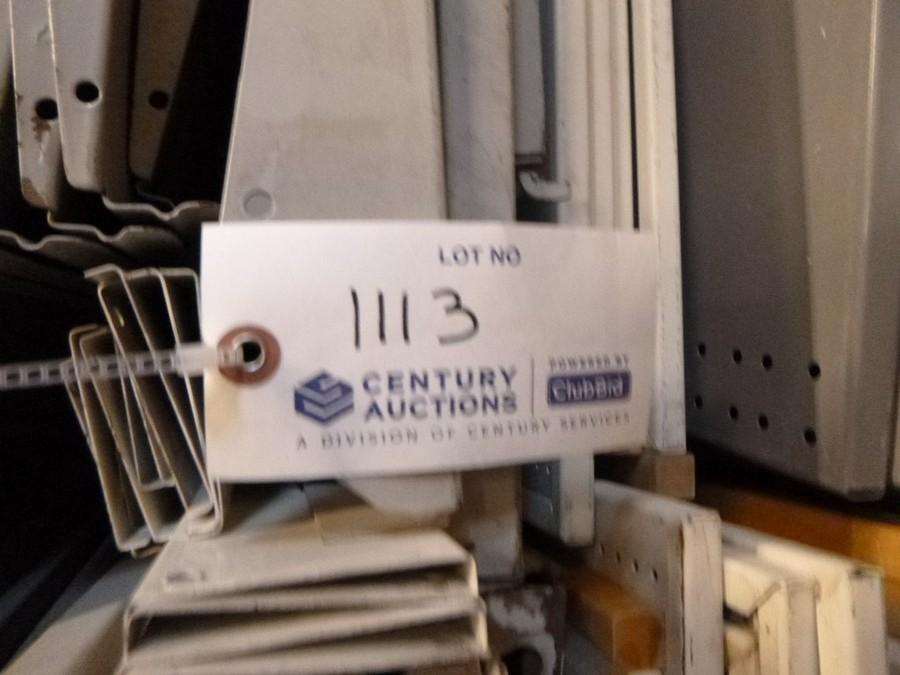 LOT NO
1113
CENTURY
AUCTIONS
POWERED BY
ClubBid
A DIVISION OF CENTURY SERVICES